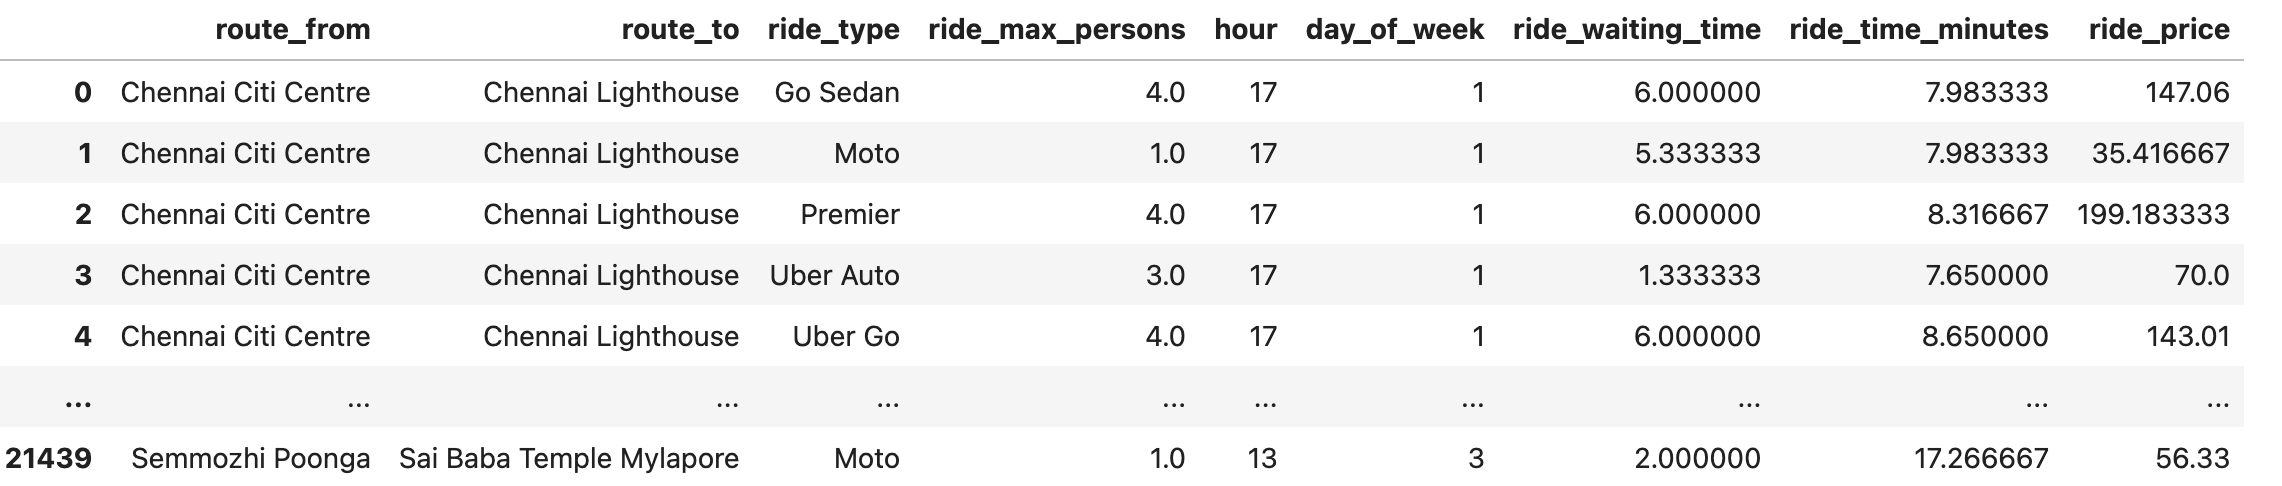 route_from route_to ride_type ride_max_persons hour day_of_week ride_waiting_time ride_time_minutes ride_price
0 Chennai Citi Centre Chennai Lighthouse Go Sedan 4.0 17 1 6.000000 7.983333 147.06
1 Chennai Citi Centre Chennai Lighthouse Moto 1.0 17 1 5.333333 7.983333 35.416667
2 Chennai Citi Centre Chennai Lighthouse Premier 4.0 17 1 6.000000 8.316667 199.183333
3 Chennai Citi Centre Chennai Lighthouse Uber Auto 3.0 17 1 1.333333 7.650000 70.0
4 Chennai Citi Centre Chennai Lighthouse Uber Go 4.0 17 1 6.000000 8.650000 143.01
... ... ... ... ... ... ... ... ... ...
21439 Semmozhi Poonga Sai Baba Temple Mylapore Moto 1.0 13 3 2.000000 17.266667 56.33